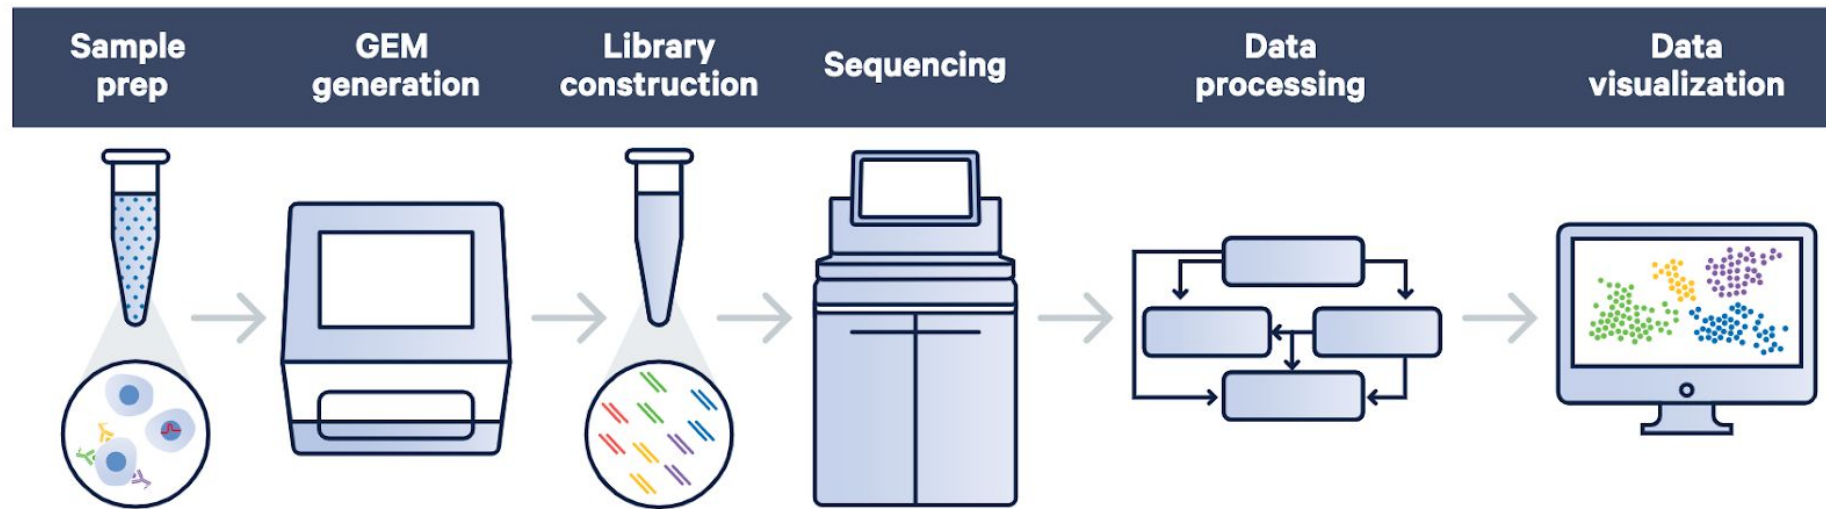 Sample
prep
GEM
generation
Library
construction
Sequencing
Data
processing
Data
visualization